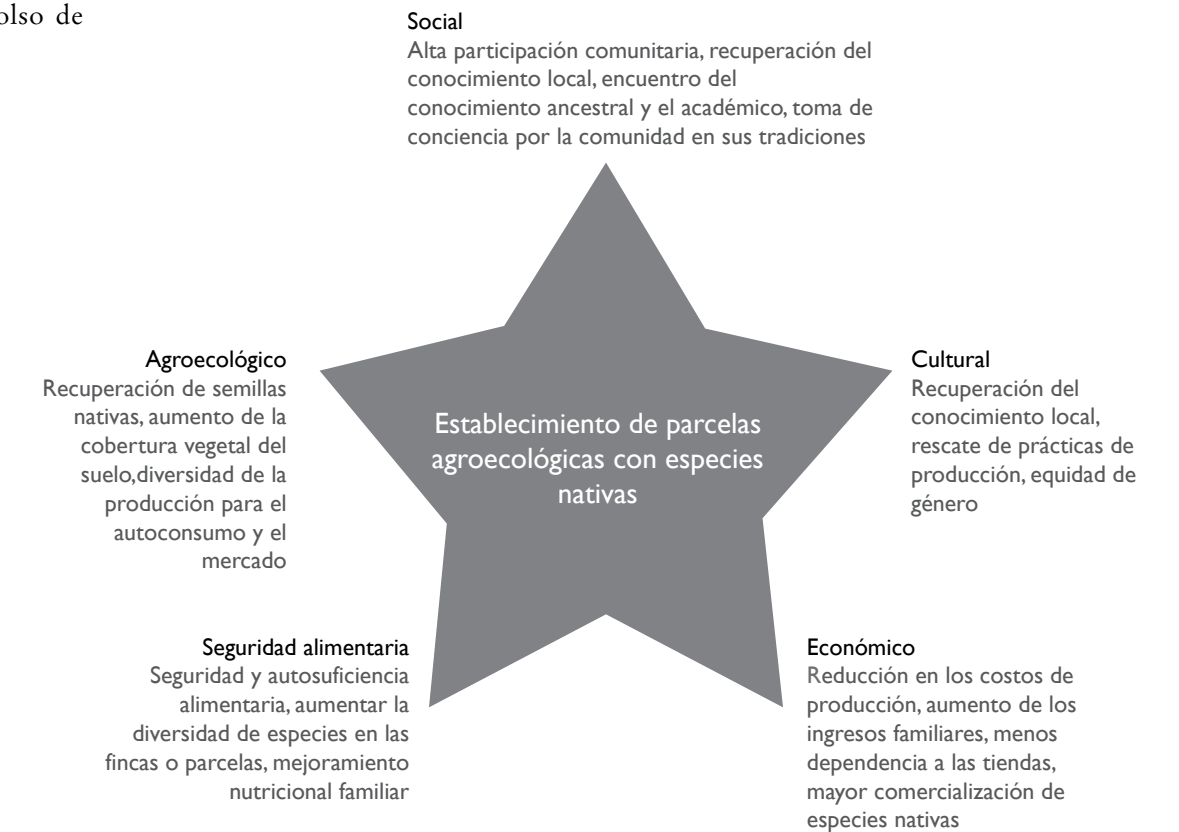 Social
Alta participación comunitaria, recuperación del
conocimiento local, encuentro del
conocimiento ancestral y el académico, toma de
conciencia por la comunidad en sus tradiciones
Agroecológico
Recuperación de semillas
nativas, aumento de la
cobertura vegetal del
suelo,diversidad de la
producción para el
autoconsumo y el
mercado
Establecimiento de parcelas
agroecológicas con especies
nativas
Cultural
Recuperación del
conocimiento local,
rescate de prácticas de
producción, equidad de
género
Seguridad alimentaria
Seguridad y autosuficiencia
alimentaria, aumentar la
diversidad de especies en las
fincas o parcelas, mejoramiento
nutricional familiar
Económico
Reducción en los costos de
producción, aumento de los
ingresos familiares, menos
dependencia a las tiendas,
mayor comercialización de
especies nativas